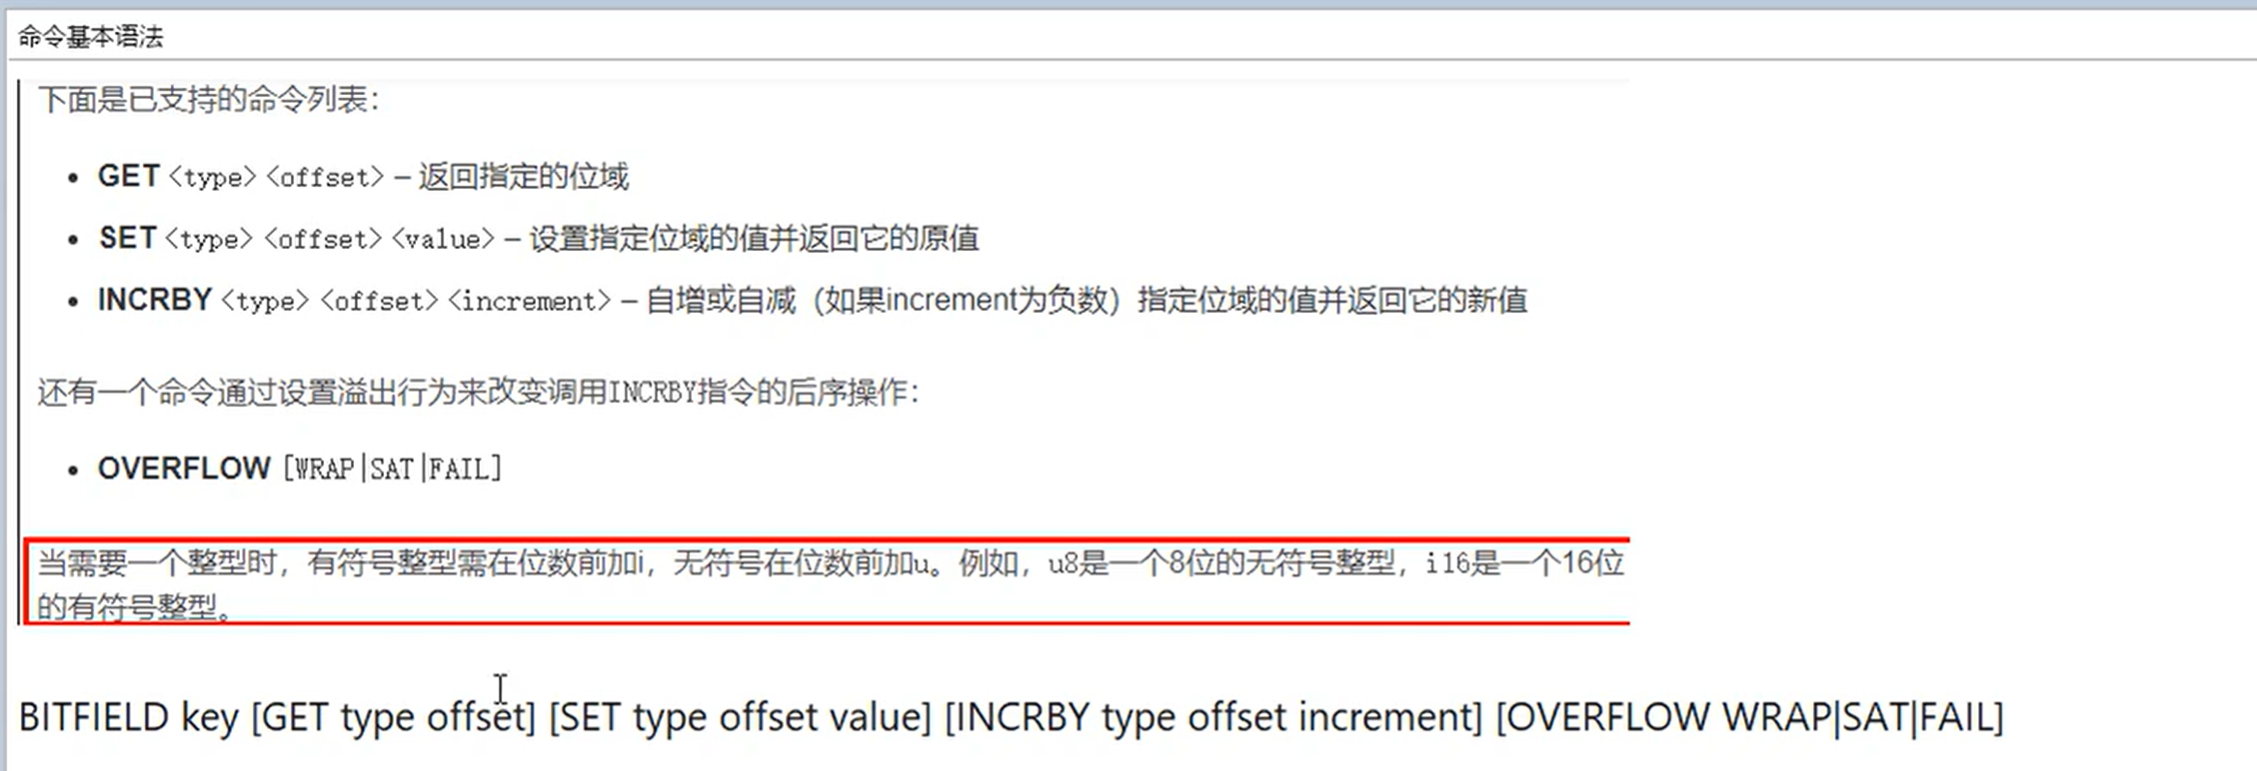 命令基本语法
下面是已支持的命令列表：
• GET <type> <offset> – 返回指定的位域
• SET <type> <offset> <value> – 设置指定位域的值并返回它的原值
• INCRBY <type> <offset> <increment> – 自增或自减（如果increment为负数）指定位域的值并返回它的新值
还有一个命令通过设置溢出行为来改变调用INCRBY指令的后序操作：
• OVERFLOW [WRAP|SAT|FAIL]
当需要一个整型时，有符号整型需在位数前加i，无符号在位数前加u。例如，u8是一个8位的无符号整型，i16是一个16位
的有符号整型。
BITFIELD key [GET type offset] [SET type offset value] [INCRBY type offset increment] [OVERFLOW WRAP|SAT|FAIL]